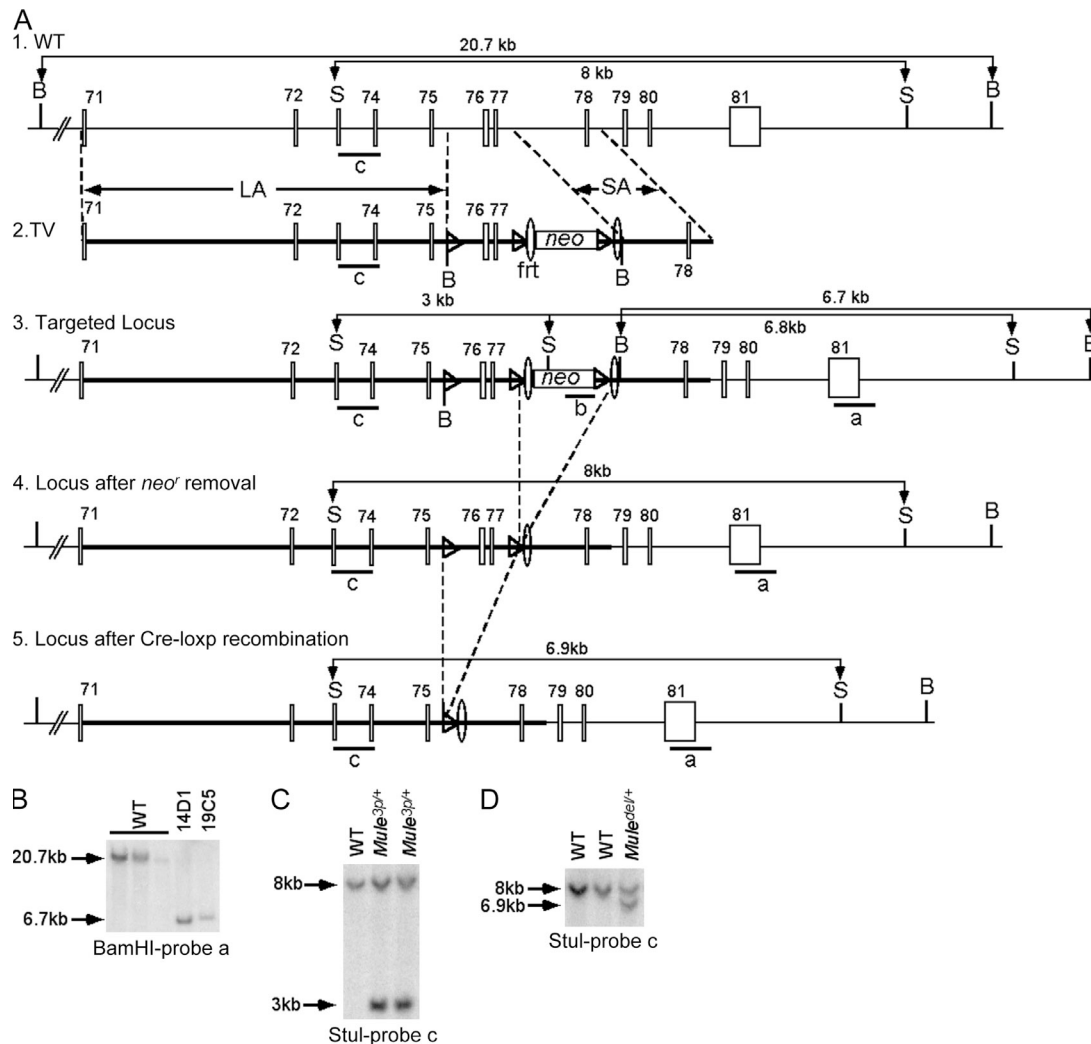 A
1. WT
20.7 kb
8 kb
B 71 72 S 74 75 76 77 78 79 80 81 S B
c
LA SA
2.TV
71 72 74 75 76 77 neo 78
c B frt B
3. Targeted Locus
3 kb 6.7 kb
6.8kb
71 72 S 74 75 76 77 S neo B 78 79 80 81 S B
c B b a
4. Locus after neoʳ removal
8kb
71 72 S 74 75 76 77 78 79 80 81 S B
c a
5. Locus after Cre-loxp recombination
6.9kb
71 S 74 75 78 79 80 81 S B
c a
B
WT 14D1 19C5
20.7kb
6.7kb
BamHI-probe a
C
WT Mule3p/+ Mule3p/+
8kb
3kb
StuI-probe c
D
WT WT Muledel/+
8kb
6.9kb
StuI-probe c